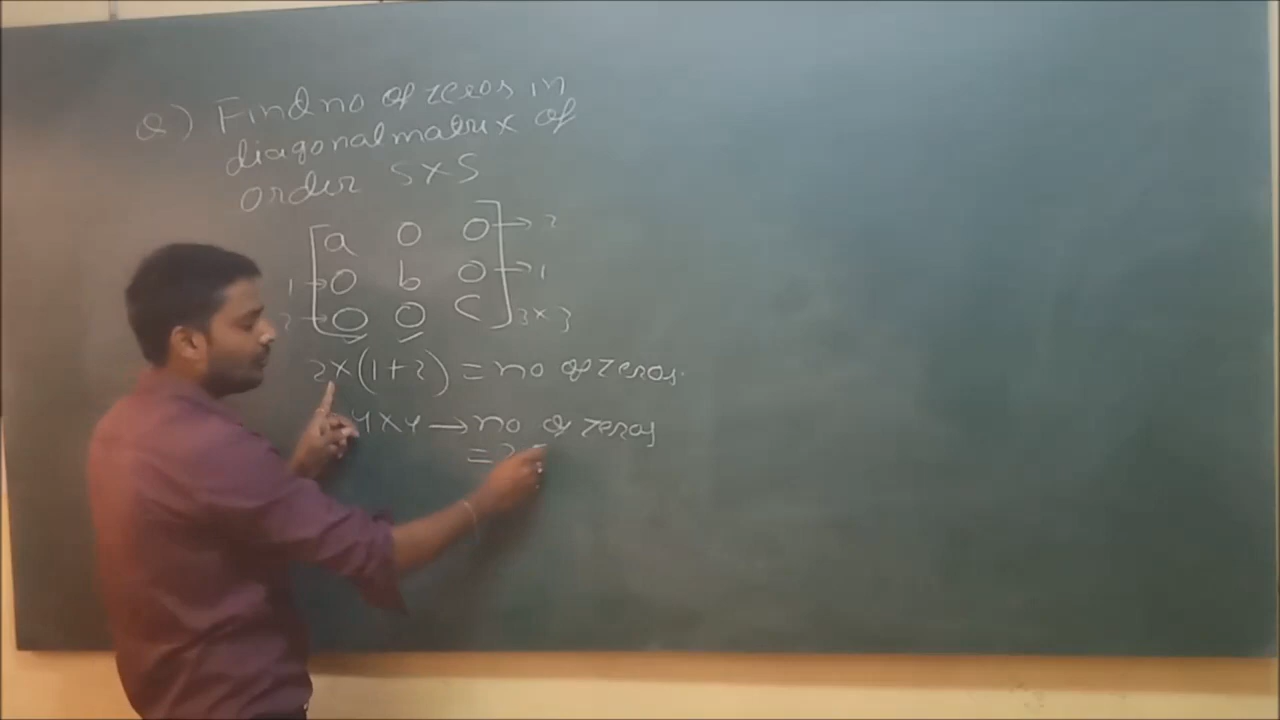 Q) Find no of zeros in
diagonal matrix of
order 5×5
[a 0 0] → 2
1 → [0 b 0] → 1
2 → [0 0 c] 3×3
2×(1+2) = no of zeros.
4×4 → no of zeros
= 2